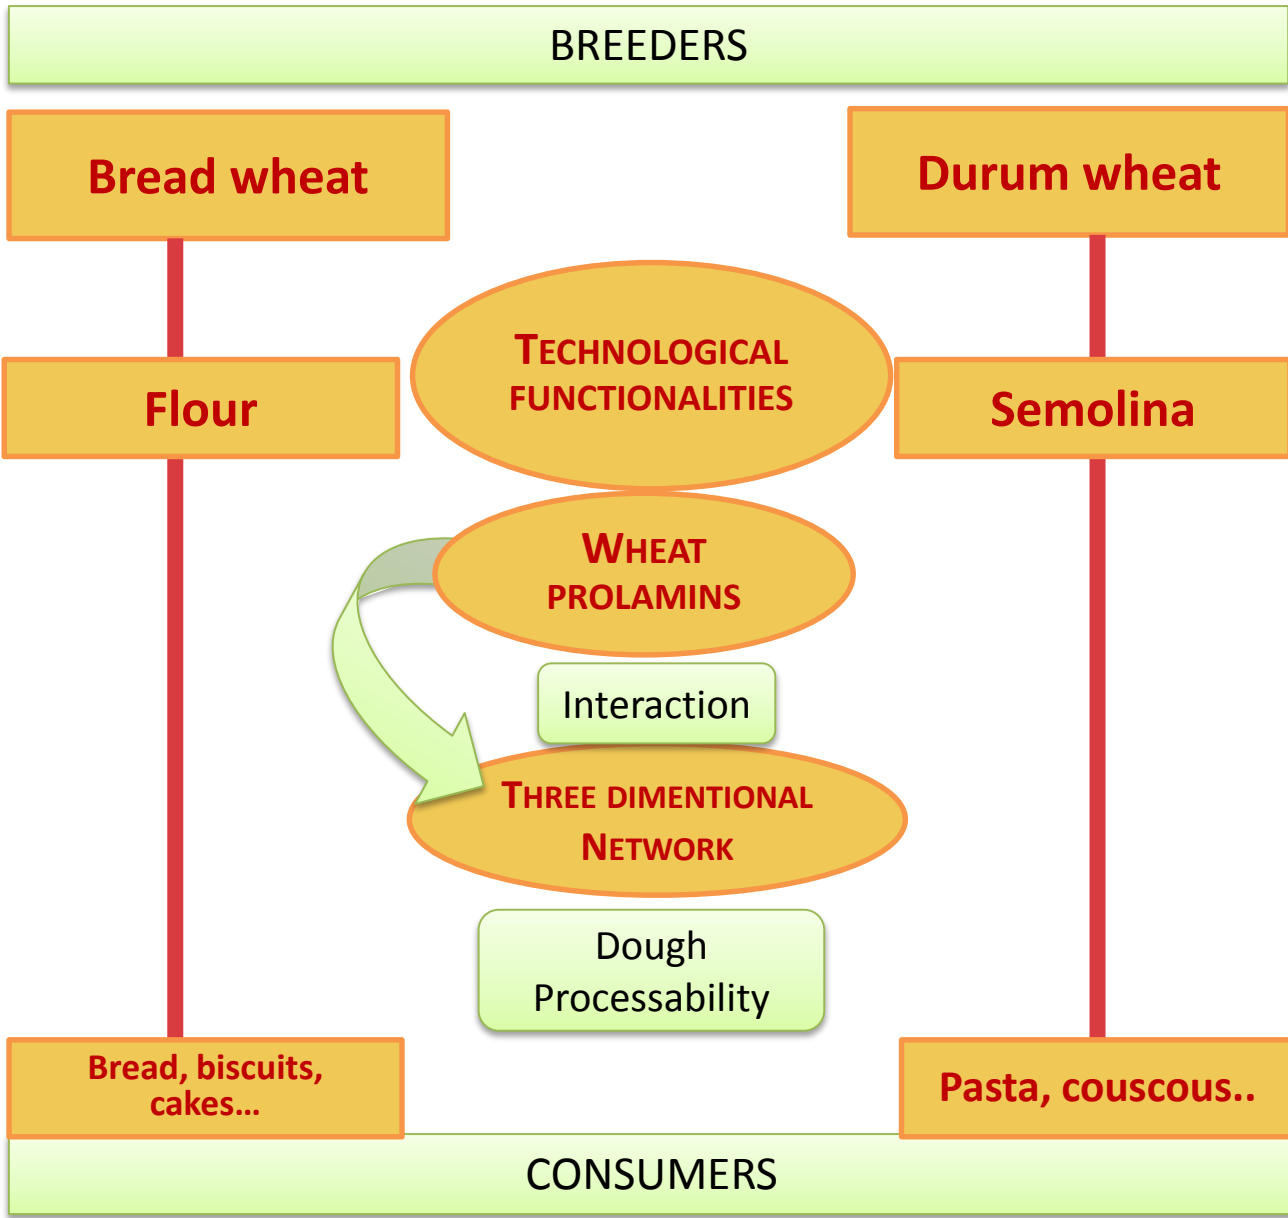 BREEDERS
Bread wheat
Durum wheat
TECHNOLOGICAL
FUNCTIONALITIES
Flour
Semolina
WHEAT
PROLAMINS
Interaction
THREE DIMENTIONAL
NETWORK
Dough
Processability
Bread, biscuits,
cakes...
Pasta, couscous..
CONSUMERS